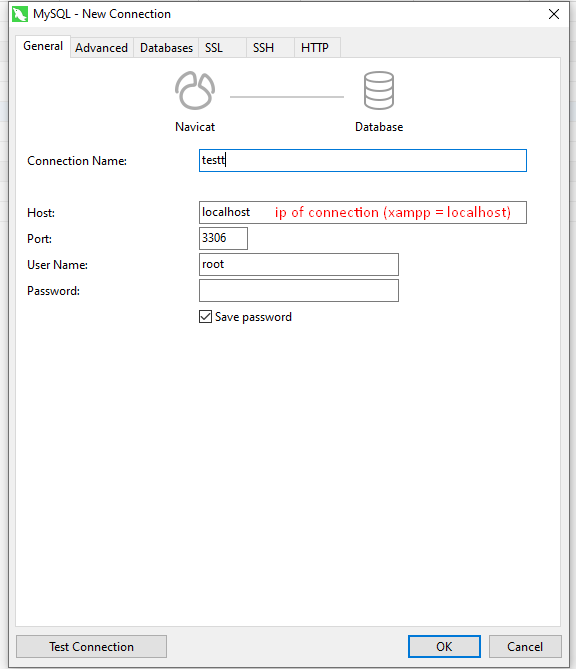 MySQL - New Connection
General Advanced Databases SSL SSH HTTP
Navicat Database
Connection Name: testt
Host: localhost ip of connection (xampp = localhost)
Port: 3306
User Name: root
Password:
Save password
Test Connection OK Cancel